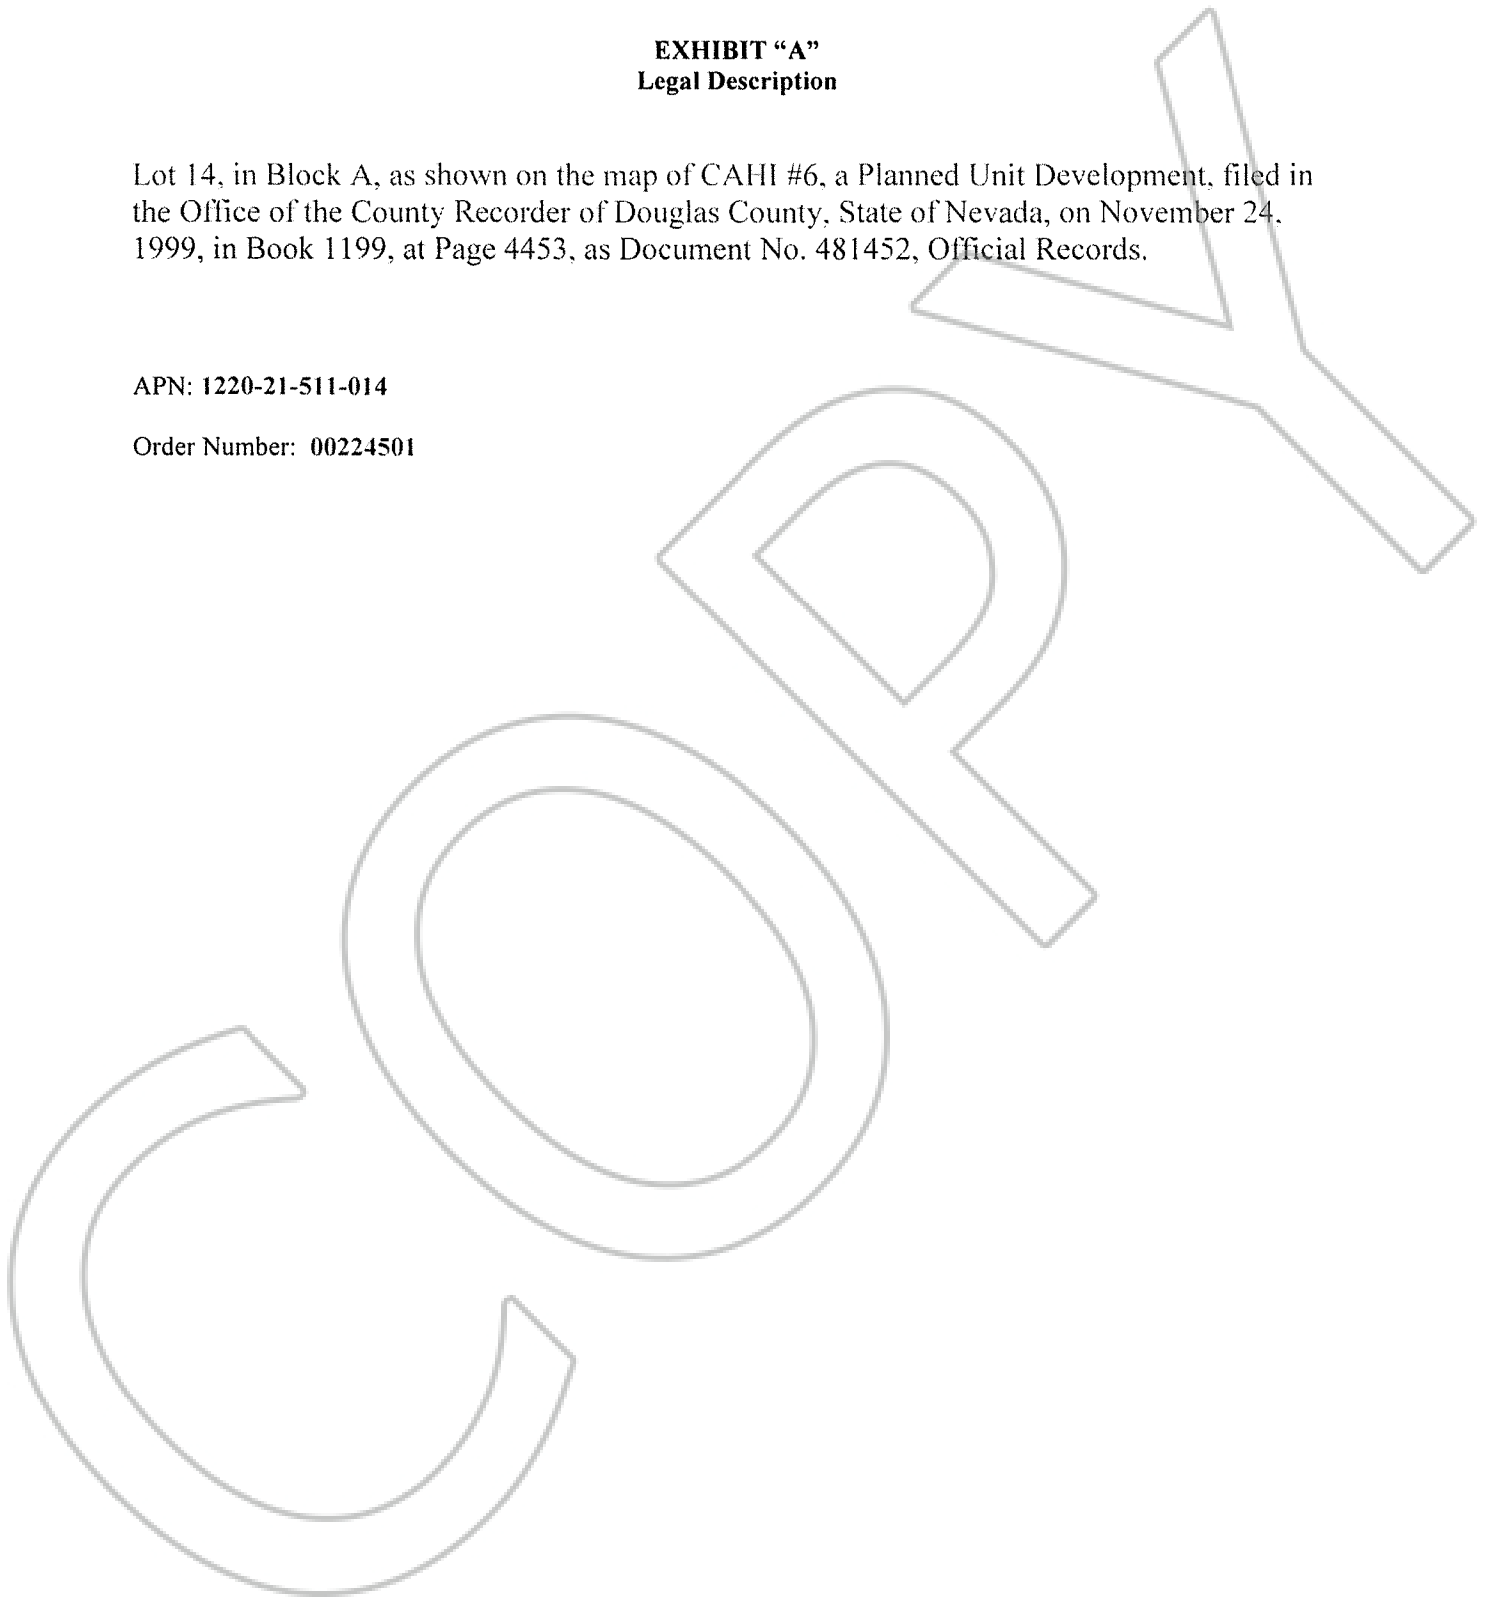 EXHIBIT “A”
Legal Description
Lot 14, in Block A, as shown on the map of CAHI #6, a Planned Unit Development, filed in
the Office of the County Recorder of Douglas County, State of Nevada, on November 24,
1999, in Book 1199, at Page 4453, as Document No. 481452, Official Records.
APN: 1220-21-511-014
Order Number: 00224501
COPY